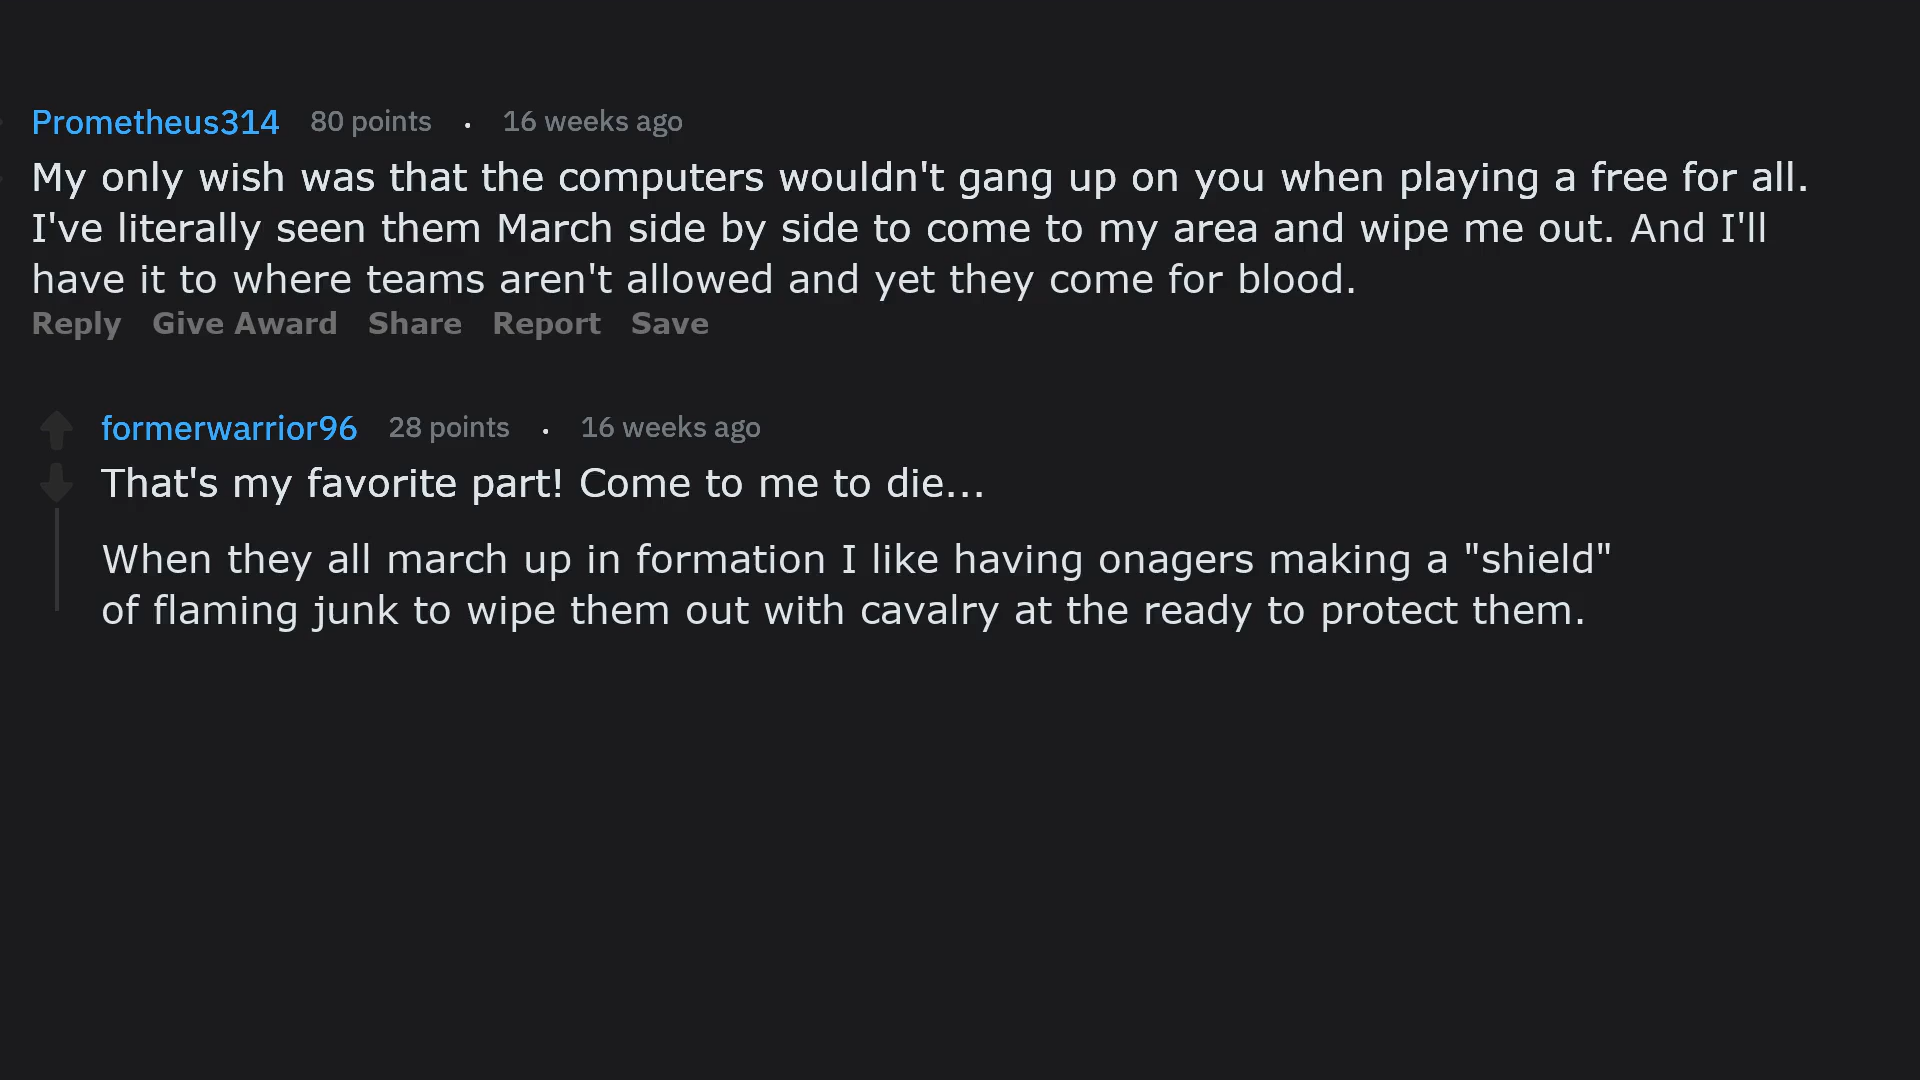 Prometheus314 80 points . 16 weeks ago
My only wish was that the computers wouldn't gang up on you when playing a free for all.
I've literally seen them March side by side to come to my area and wipe me out. And I'll
have it to where teams aren't allowed and yet they come for blood.
Reply Give Award Share Report Save
formerwarrior96 28 points . 16 weeks ago
That's my favorite part! Come to me to die...
When they all march up in formation I like having onagers making a "shield"
of flaming junk to wipe them out with cavalry at the ready to protect them.